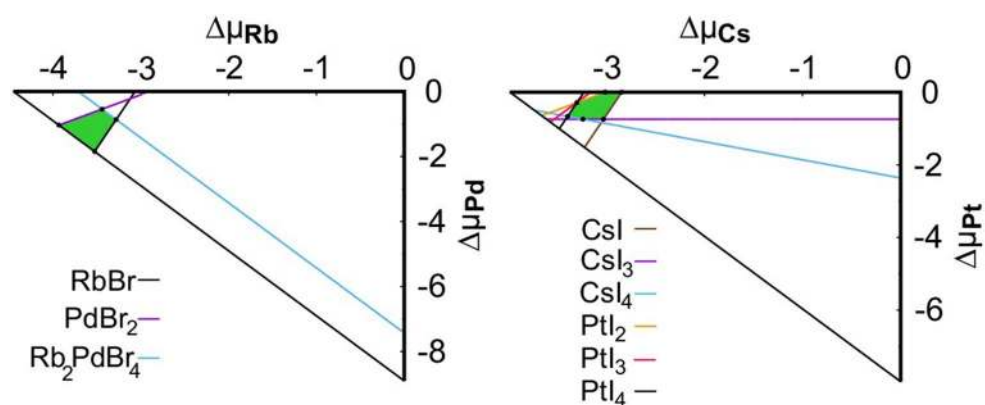 ΔμRb
-4 -3 -2 -1 0
0
-2
-4
-6
-8
ΔμPd
RbBr
PdBr2
Rb2PdBr4
ΔμCs
-3 -2 -1 0
0
-2
-4
-6
ΔμPt
CsI
CsI3
CsI4
PtI2
PtI3
PtI4